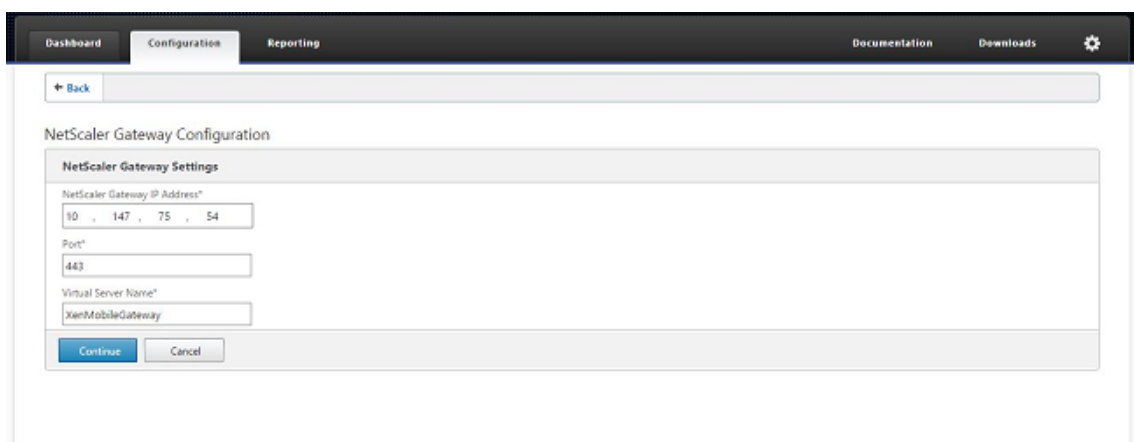 Dashboard Configuration Reporting Documentation Downloads
Back
NetScaler Gateway Configuration
NetScaler Gateway Settings
NetScaler Gateway IP Address*
10 . 147 . 75 . 54
Port*
443
Virtual Server Name*
XenMobileGateway
Continue Cancel